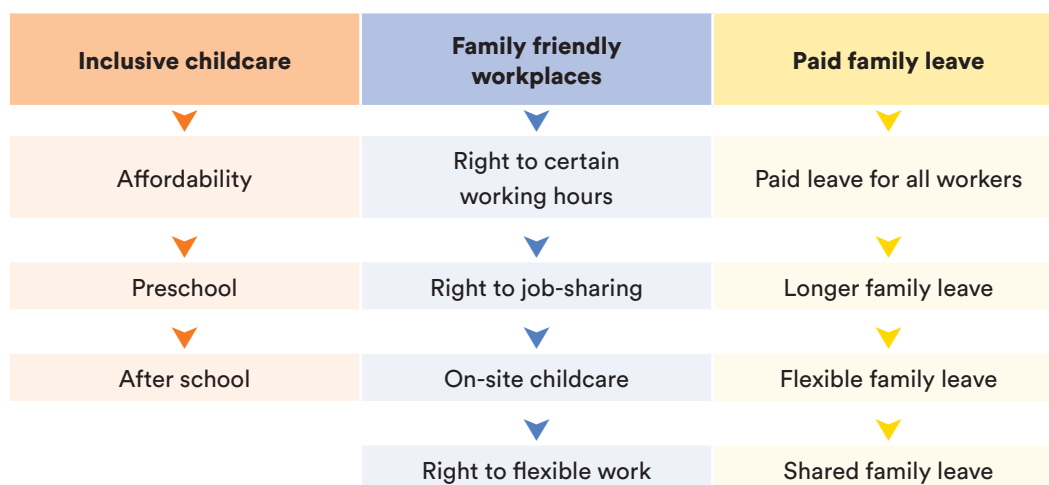 Inclusive childcare
Family friendly
workplaces
Paid family leave
Affordability
Right to certain
working hours
Paid leave for all workers
Preschool
Right to job-sharing
Longer family leave
After school
On-site childcare
Flexible family leave
Right to flexible work
Shared family leave